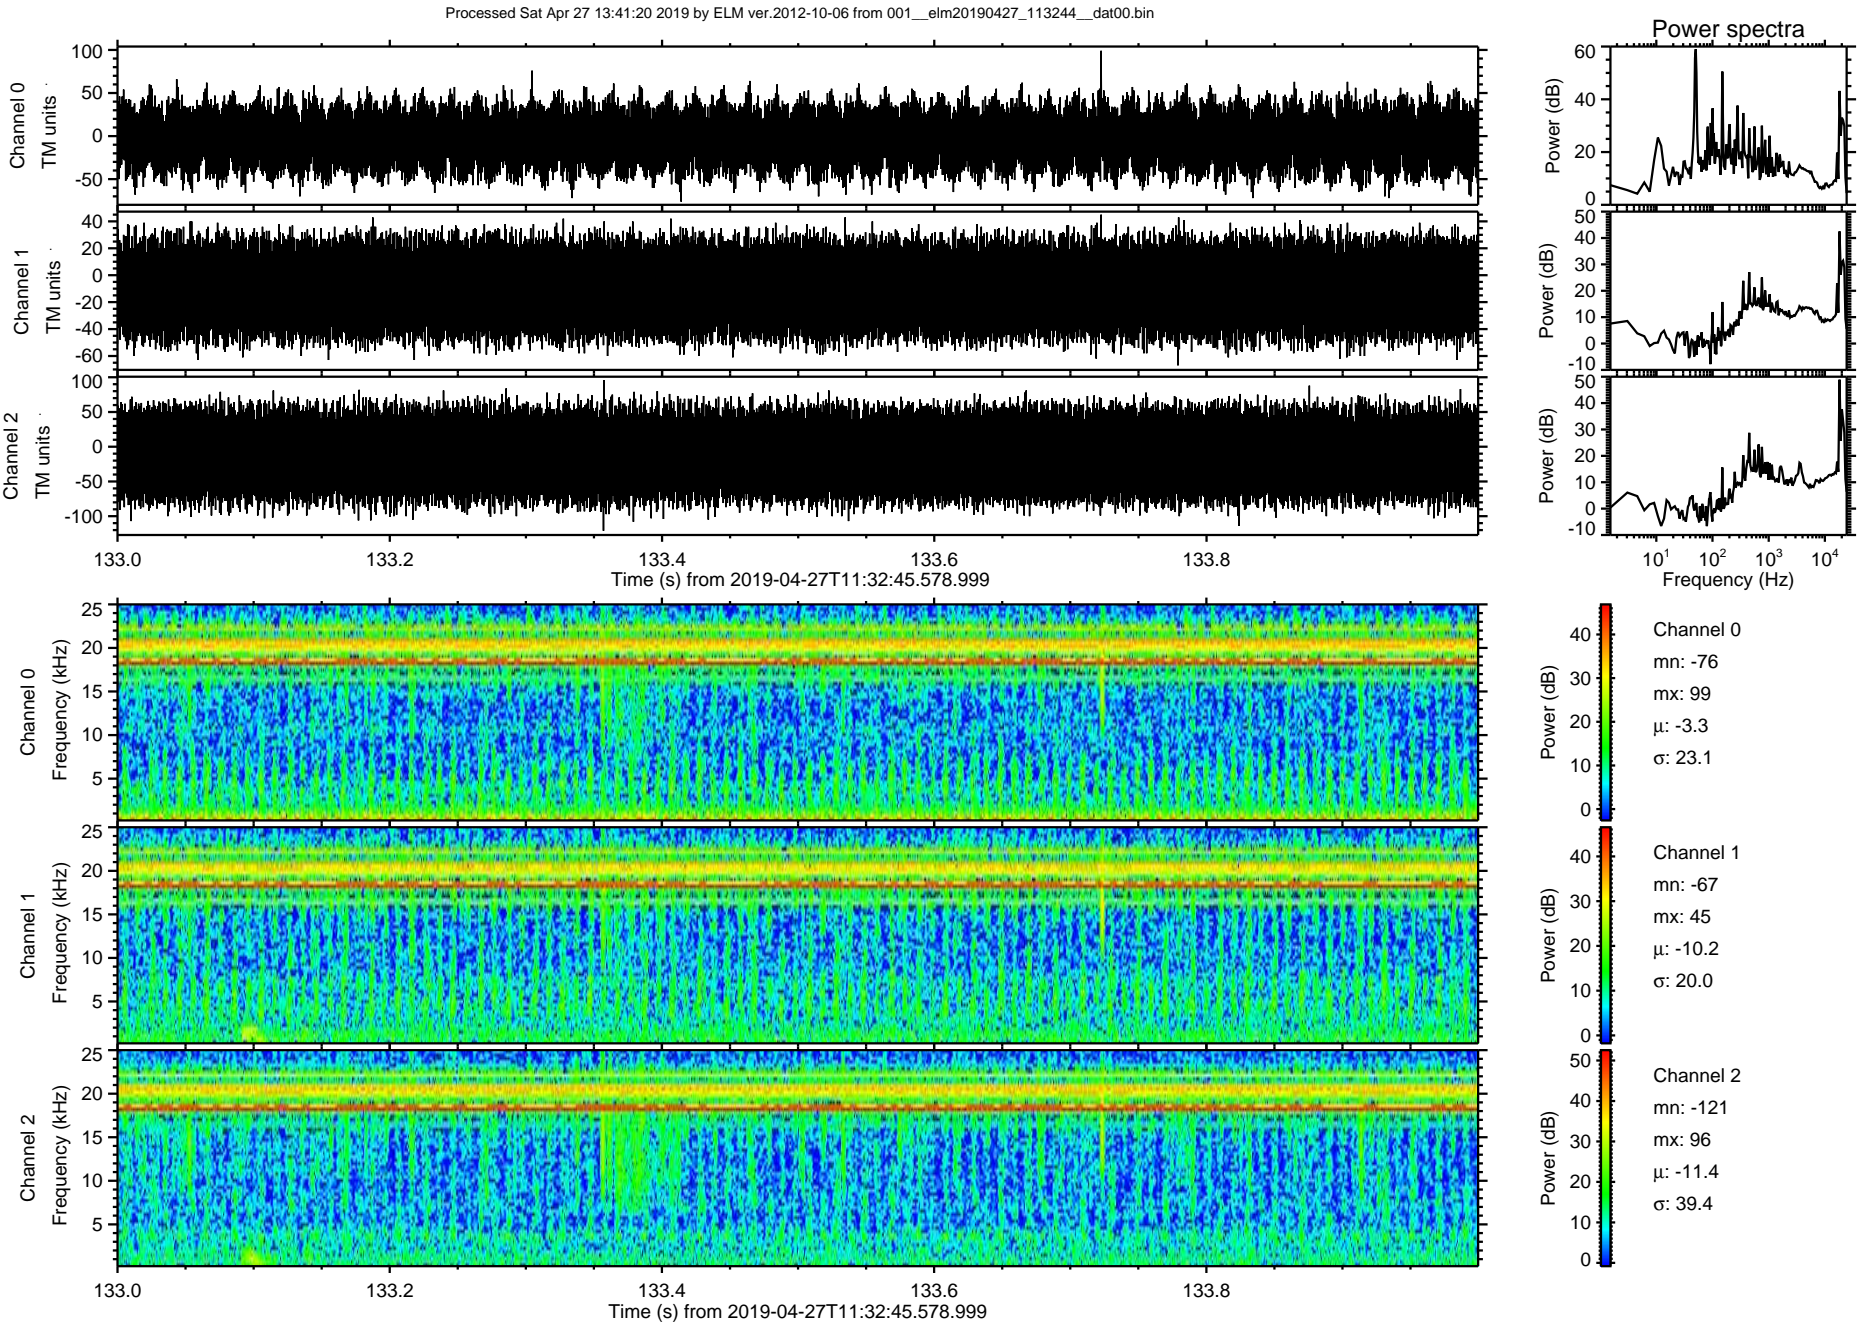 Processed Sat Apr 27 13:41:20 2019 by ELM ver.2012-10-06 from 001__elm20190427_113244__dat00.bin
Power spectra
Channel 0
TM units
100
50
0
-50
Power (dB)
60
40
20
0
Channel 1
TM units
40
20
0
-20
-40
-60
Power (dB)
50
40
30
20
10
0
-10
Channel 2
TM units
100
50
0
-50
-100
Power (dB)
50
40
30
20
10
0
-10
133.0 133.2 133.4 133.6 133.8
Time (s) from 2019-04-27T11:32:45.578.999
10¹ 10² 10³ 10⁴
Frequency (Hz)
Channel 0
Frequency (kHz)
25
20
15
10
5
Power (dB)
40
30
20
10
0
Channel 0
mn: -76
mx: 99
μ: -3.3
σ: 23.1
Channel 1
Frequency (kHz)
25
20
15
10
5
Power (dB)
40
30
20
10
0
Channel 1
mn: -67
mx: 45
μ: -10.2
σ: 20.0
Channel 2
Frequency (kHz)
25
20
15
10
5
Power (dB)
50
40
30
20
10
0
Channel 2
mn: -121
mx: 96
μ: -11.4
σ: 39.4
133.0 133.2 133.4 133.6 133.8
Time (s) from 2019-04-27T11:32:45.578.999